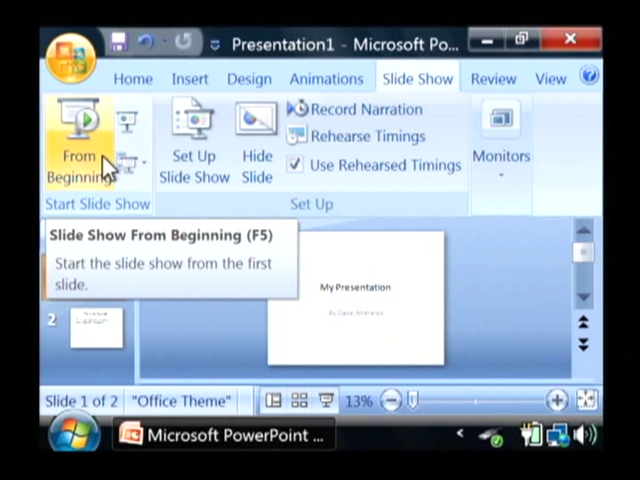 Presentation1 - Microsoft Po...
Home Insert Design Animations Slide Show Review View
From Beginning
Set Up Slide Show
Hide Slide
Record Narration
Rehearse Timings
Use Rehearsed Timings
Monitors
Start Slide Show
Set Up
Slide Show From Beginning (F5)
Start the slide show from the first
slide.
My Presentation
By Dave Andrews
2
Slide 1 of 2 "Office Theme" 13%
Microsoft PowerPoint ...